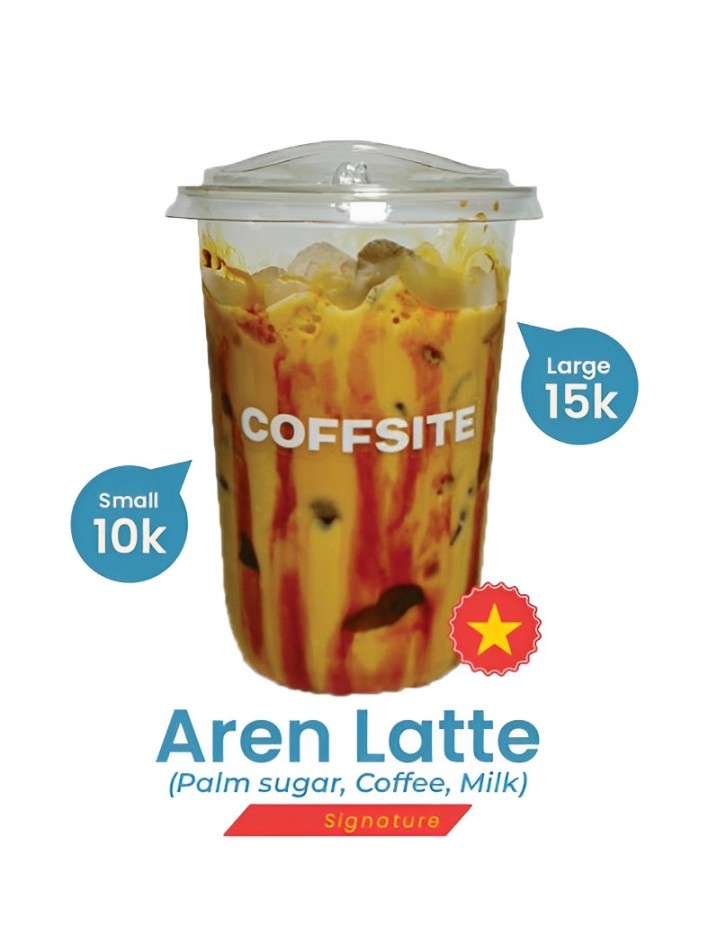 Large
15k
COFFSITE
Small
10k
Aren Latte
(Palm sugar, Coffee, Milk)
Signature